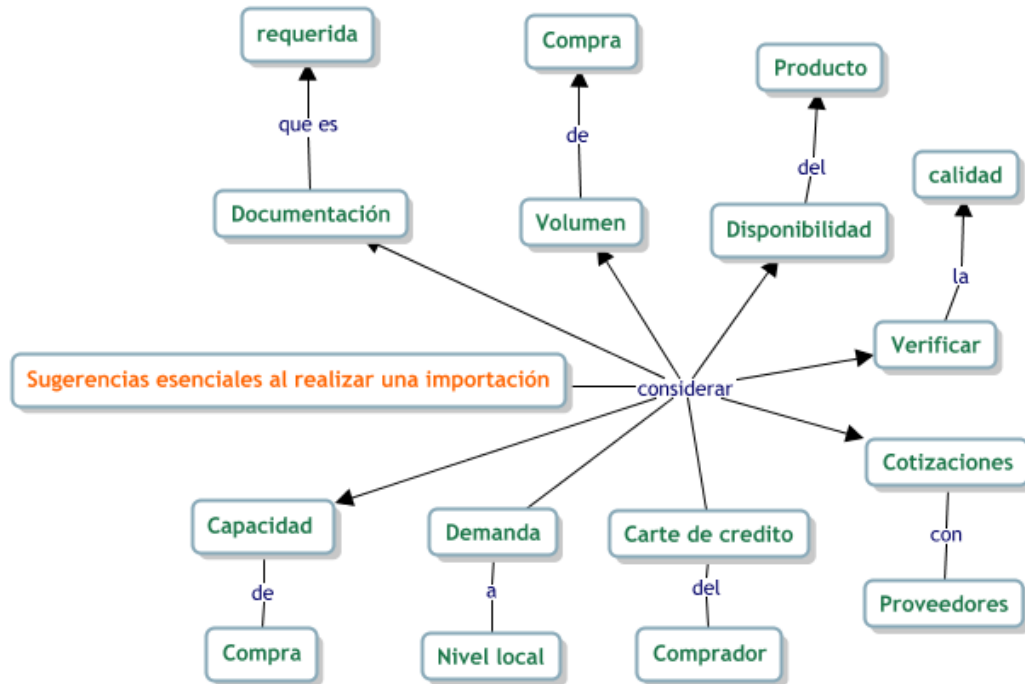 requerida
Compra
Producto
que es
de
del
calidad
Documentación
Volumen
Disponibilidad
la
Verificar
Sugerencias esenciales al realizar una importación
considerar
Cotizaciones
Capacidad
Demanda
Carte de credito
con
de
a
del
Proveedores
Compra
Nivel local
Comprador